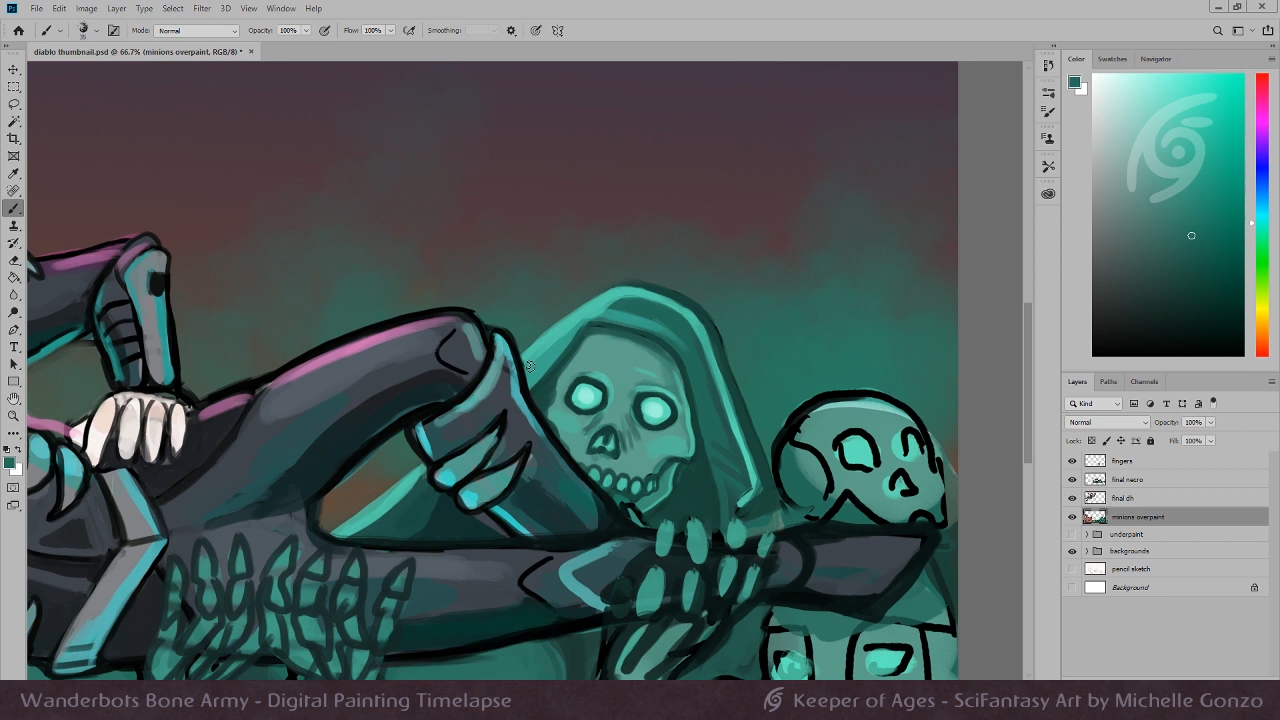 Ps File Edit Image Layer Type Select Filter 3D View Window Help
35 Mode: Normal Opacity: 100% Flow: 100% Smoothing:
diablo thumbnail.psd @ 66.7% (minions overpaint, RGB/8) * ×
Color Swatches Navigator
Layers Paths Channels
Kind
Normal Opacity: 100%
Lock: Fill: 100%
fingers
final necro
final dh
minions overpaint
underpaint
backgrounds
pencil sketch
Background
Wanderbots Bone Army - Digital Painting Timelapse
Keeper of Ages - SciFantasy Art by Michelle Gonzo